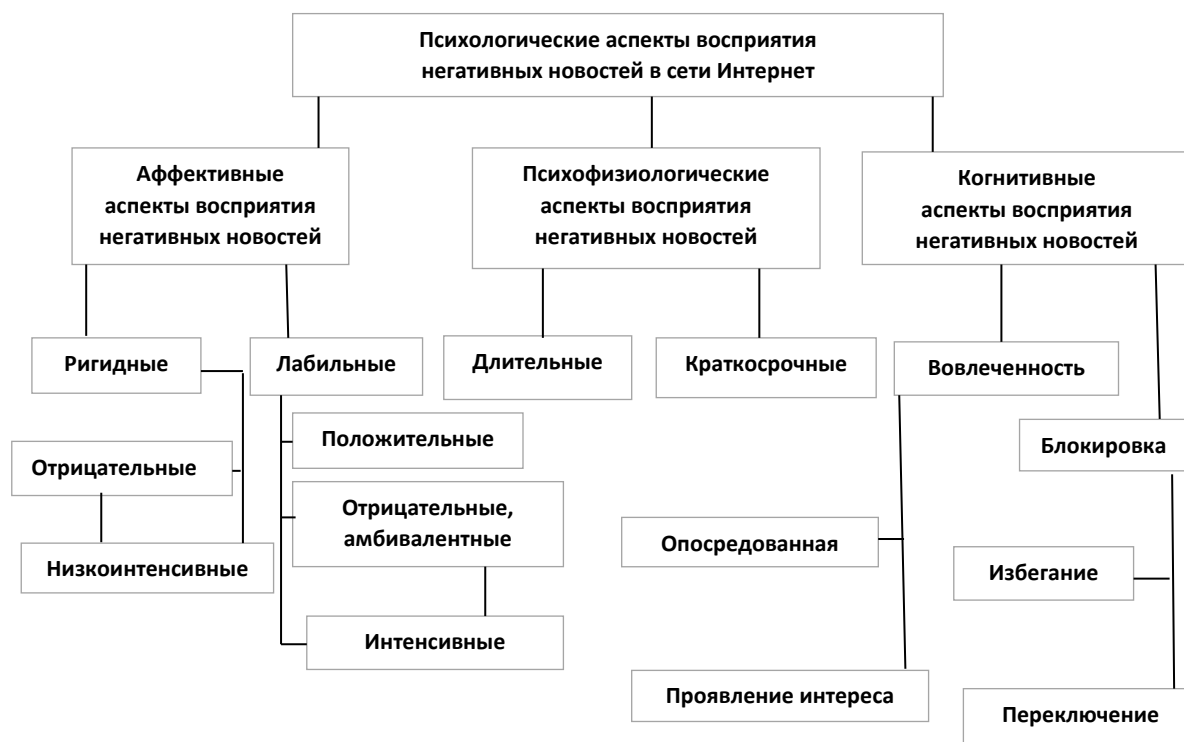 Психологические аспекты восприятия
негативных новостей в сети Интернет
Аффективные
аспекты восприятия
негативных новостей
Психофизиологические
аспекты восприятия
негативных новостей
Когнитивные
аспекты восприятия
негативных новостей
Ригидные
Лабильные
Длительные
Краткосрочные
Вовлеченность
Положительные
Блокировка
Отрицательные
Отрицательные,
амбивалентные
Опосредованная
Низкоинтенсивные
Избегание
Интенсивные
Проявление интереса
Переключение